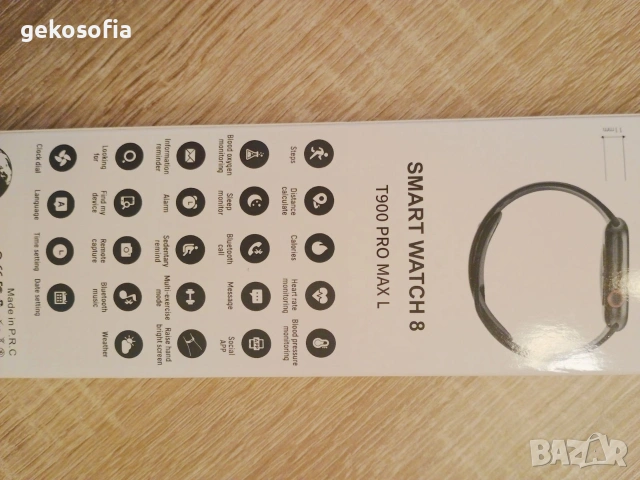 gekosofia
11mm
SMART WATCH 8
T900 PRO MAX L
Steps
Distance
calculate
Calories
Heart rate
monitoring
Blood pressure
monitoring
Blood oxygen
monitoring
Sleep
monitor
Bluetooth
call
Message
Social
APP
Information
reminder
Alarm
Sedentary
remind
Multi-exercise
mode
Raise hand
bright screen
Looking
for
Find my
device
Remote
capture
Bluetooth
music
Weather
Clock dial
Language
Time setting
Date setting
Made in P.R.C
BAZAR